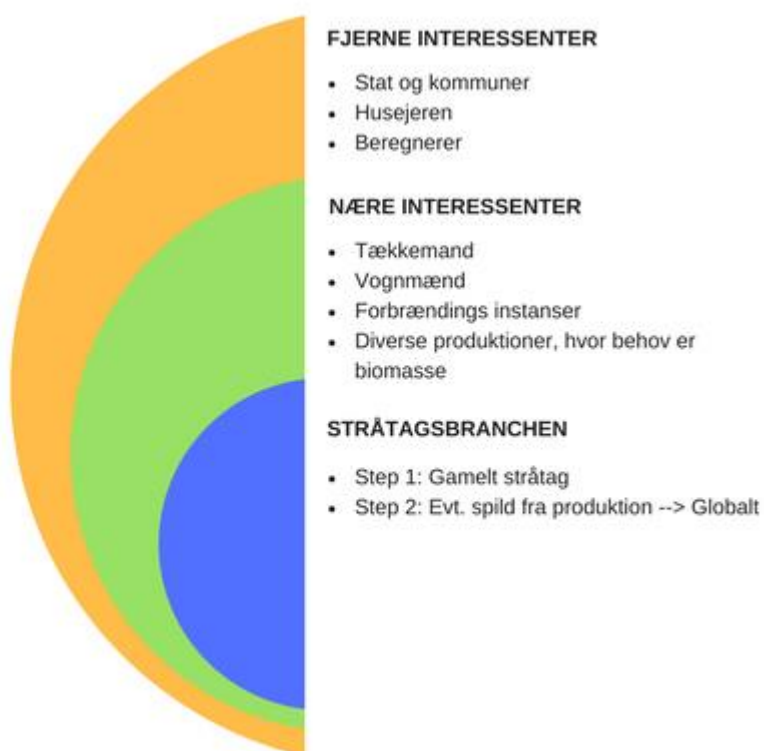 FJERNE INTERESSENTER
• Stat og kommuner
• Husejeren
• Beregnerer
NÆRE INTERESSENTER
• Tækkemand
• Vognmænd
• Forbrændings instanser
• Diverse produktioner, hvor behov er
biomasse
STRÅTAGSBRANCHEN
• Step 1: Gamelt stråtag
• Step 2: Evt. spild fra produktion --> Globalt